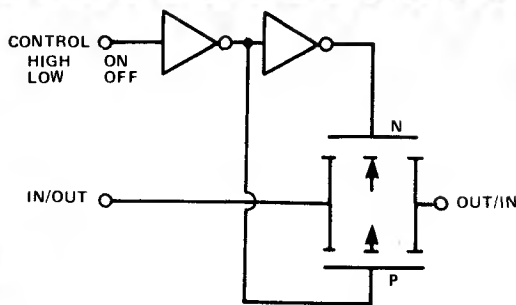 CONTROL
HIGH ON
LOW OFF
N
IN/OUT
OUT/IN
P